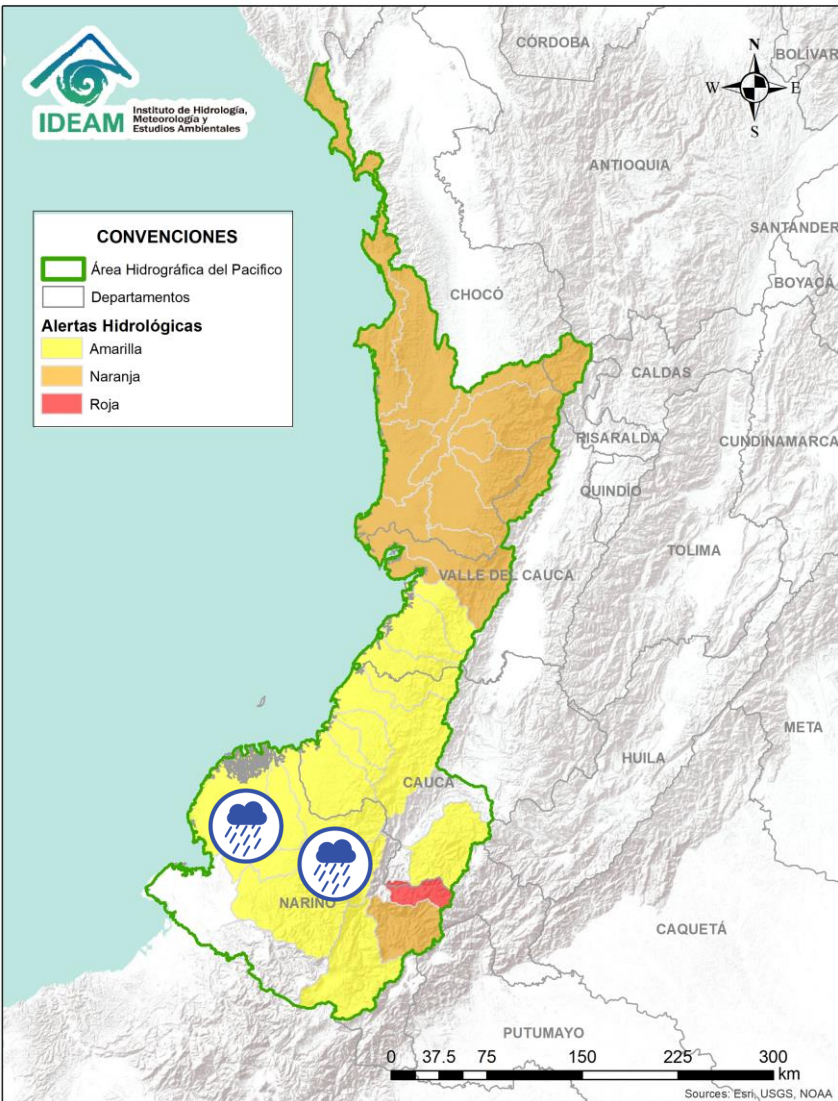 IDEAM
Instituto de Hidrología,
Meteorología y
Estudios Ambientales
N
W
E
S
CÓRDOBA
BOLÍVAR
ANTIOQUIA
SANTANDER
BOYACÁ
CHOCÓ
CALDAS
RISARALDA
CUNDINAMARCA
QUINDÍO
TOLIMA
VALLE DEL CAUCA
META
HUILA
CAUCA
NARIÑO
CAQUETÁ
PUTUMAYO
CONVENCIONES
Área Hidrográfica del Pacifico
Departamentos
Alertas Hidrológicas
Amarilla
Naranja
Roja
0 37.5 75 150 225 300
km
Sources: Esri, USGS, NOAA